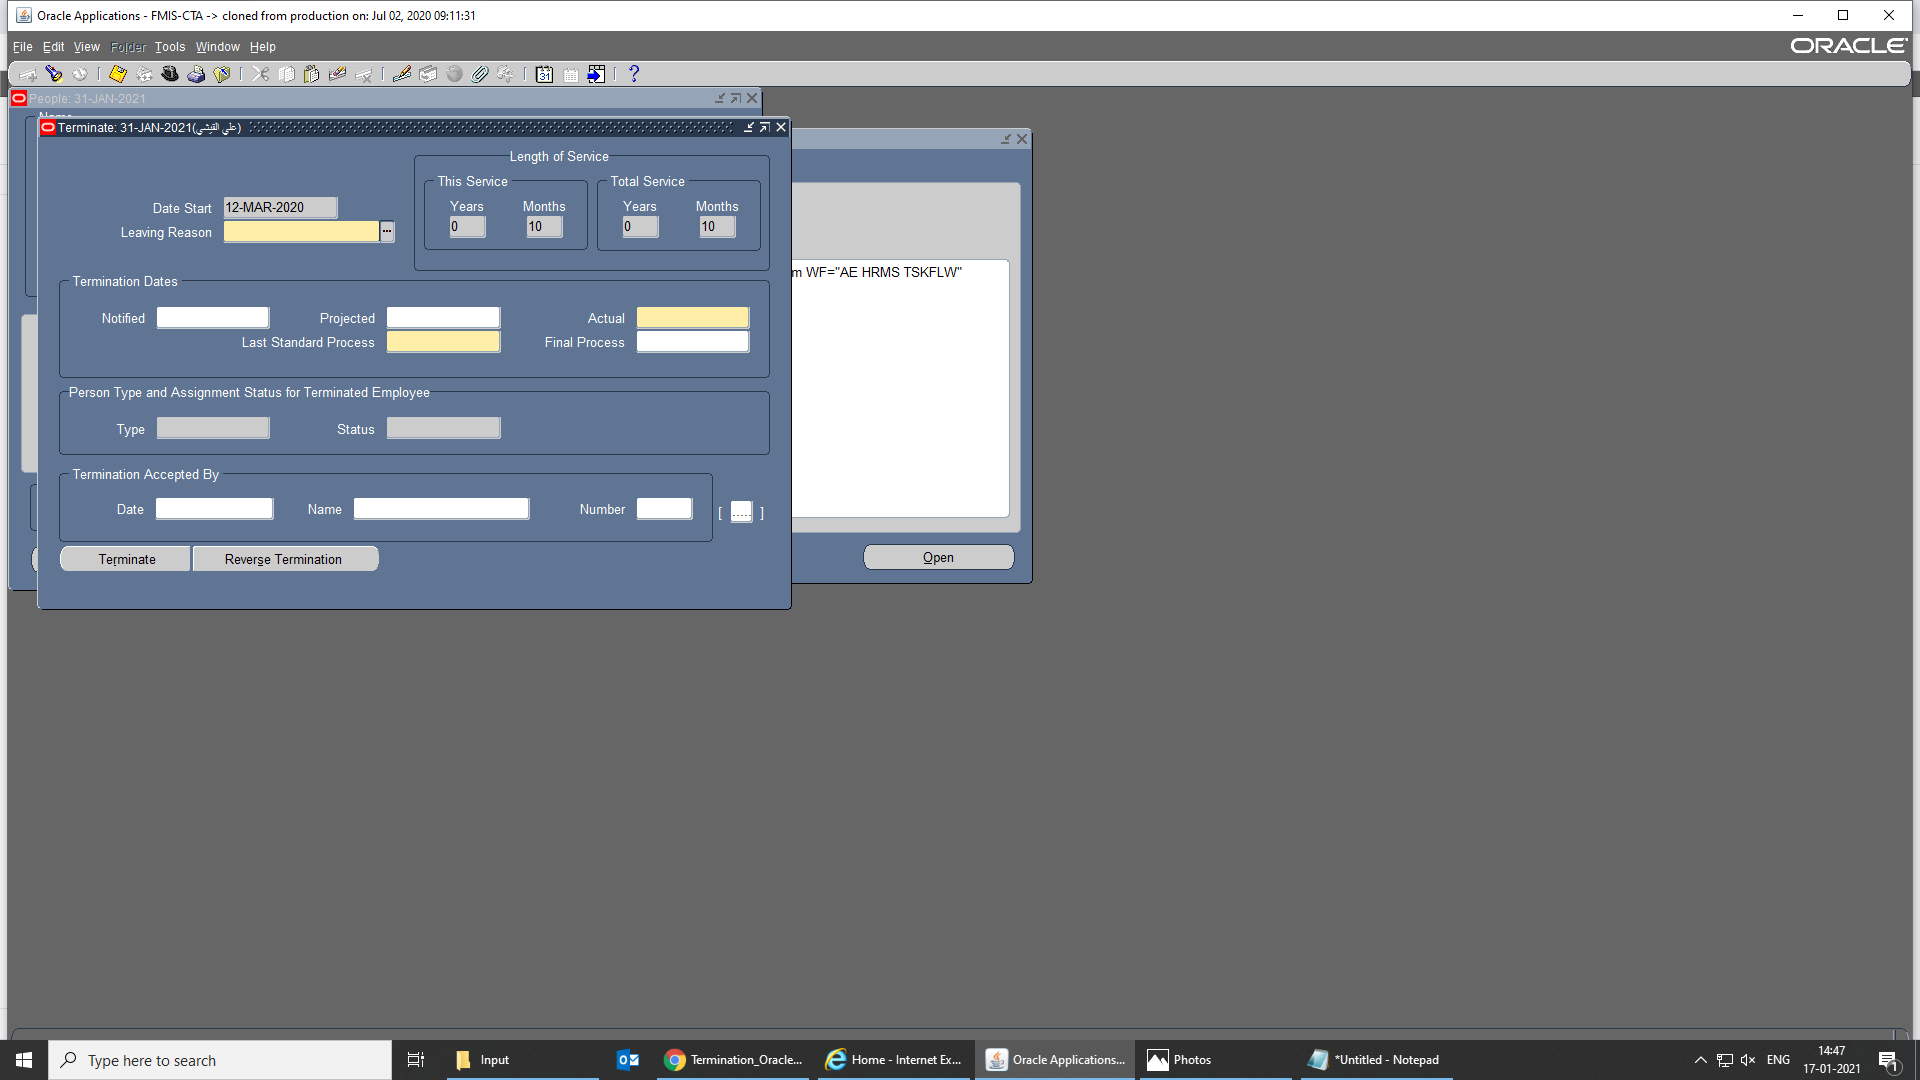 Oracle Applications - FMIS-CTA -> cloned from production on: Jul 02, 2020 09:11:31
File Edit View Folder Tools Window Help
ORACLE
People: 31-JAN-2021
Name
Terminate: 31-JAN-2021(علي القيشي)
Length of Service
This Service
Total Service
Years Months Years Months
Date Start 12-MAR-2020
0 10 0 10
Leaving Reason
m WF="AE HRMS TSKFLW"
Termination Dates
Notified Projected Actual
Last Standard Process Final Process
Person Type and Assignment Status for Terminated Employee
Type Status
Termination Accepted By
Date Name Number [ ..... ]
Terminate Reverse Termination
Open
Type here to search
Input
Termination_Oracle...
Home - Internet Ex...
Oracle Applications...
Photos
*Untitled - Notepad
ENG
14:47
17-01-2021
1